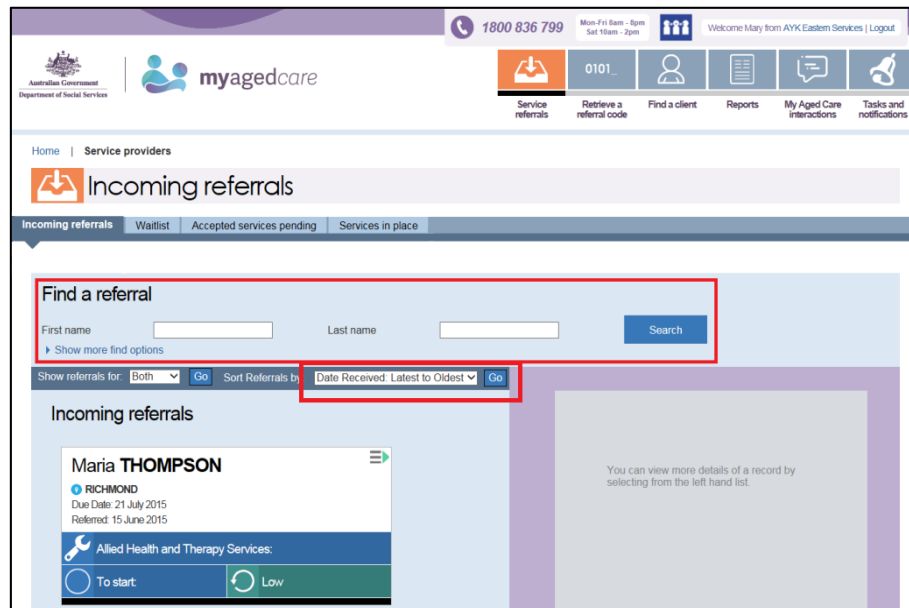 1800 836 799
Mon-Fri 8am - 6pm
Sat 10am - 2pm
Welcome Mary from AYK Eastern Services | Logout
Australian Government
Department of Social Services
myagedcare
0101_
Service
referrals
Retrieve a
referral code
Find a client
Reports
My Aged Care
interactions
Tasks and
notifications
Home | Service providers
Incoming referrals
Incoming referrals Waitlist Accepted services pending Services in place
Find a referral
First name Last name Search
Show more find options
Show referrals for: Both Go Sort Referrals by Date Received: Latest to Oldest Go
Incoming referrals
Maria THOMPSON
RICHMOND
Due Date: 21 July 2015
Referred: 15 June 2015
Allied Health and Therapy Services:
To start: Low
You can view more details of a record by
selecting from the left hand list.